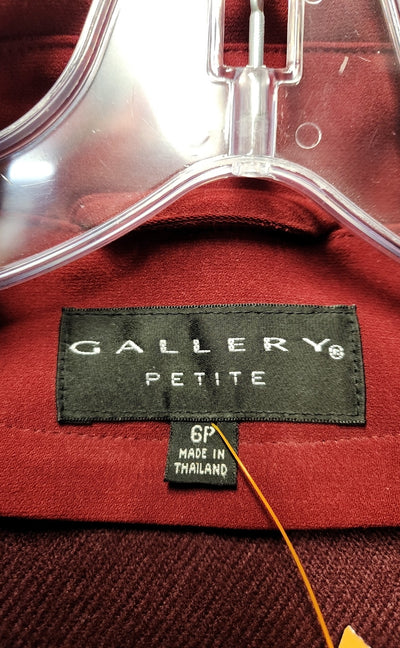 GALLERY®
PETITE
6P
MADE IN
THAILAND